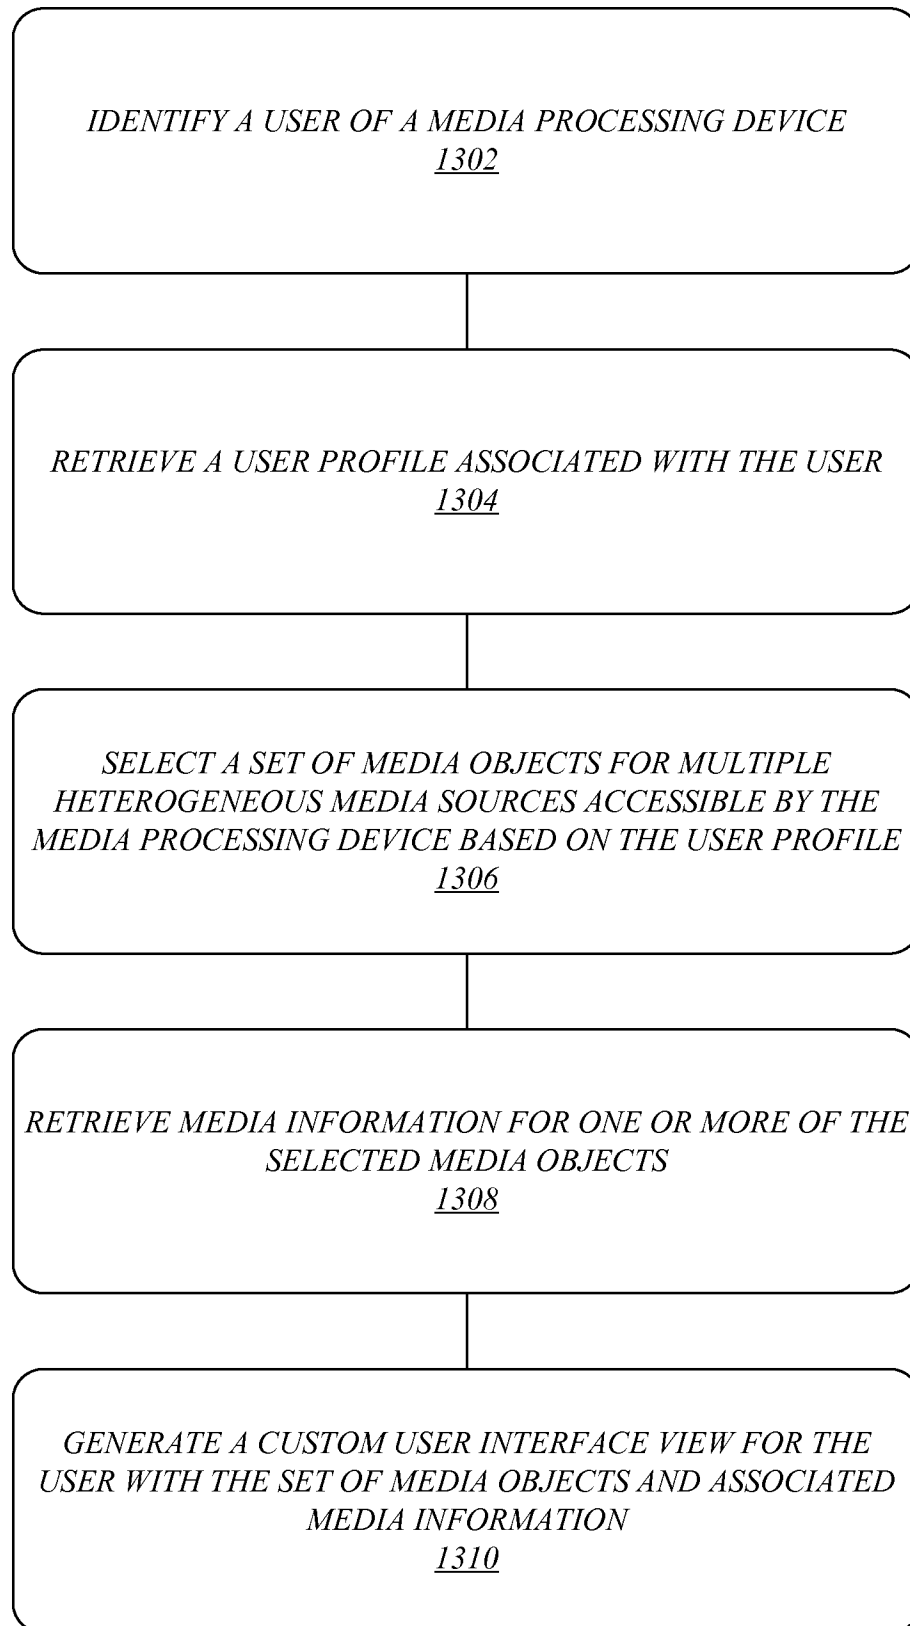 IDENTIFY A USER OF A MEDIA PROCESSING DEVICE
1302
RETRIEVE A USER PROFILE ASSOCIATED WITH THE USER
1304
SELECT A SET OF MEDIA OBJECTS FOR MULTIPLE
HETEROGENEOUS MEDIA SOURCES ACCESSIBLE BY THE
MEDIA PROCESSING DEVICE BASED ON THE USER PROFILE
1306
RETRIEVE MEDIA INFORMATION FOR ONE OR MORE OF THE
SELECTED MEDIA OBJECTS
1308
GENERATE A CUSTOM USER INTERFACE VIEW FOR THE
USER WITH THE SET OF MEDIA OBJECTS AND ASSOCIATED
MEDIA INFORMATION
1310